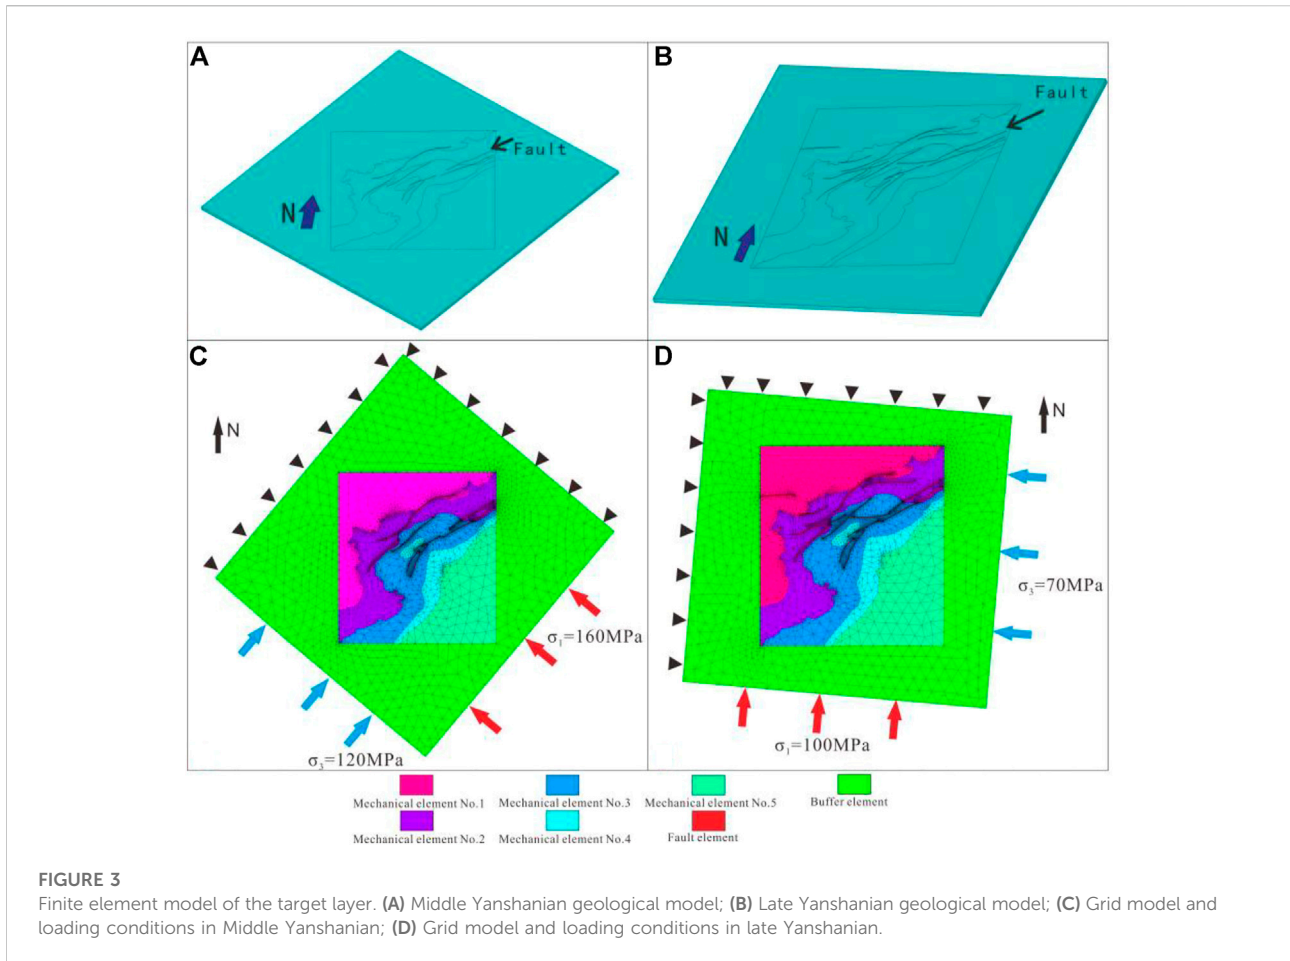 A
Fault
N
B
Fault
N
C
N
σ1=160MPa
σ3=120MPa
D
N
σ3=70MPa
σ1=100MPa
Mechanical element No.1
Mechanical element No.3
Mechanical element No.5
Buffer element
Mechanical element No.2
Mechanical element No.4
Fault element
FIGURE 3
Finite element model of the target layer. (A) Middle Yanshanian geological model; (B) Late Yanshanian geological model; (C) Grid model and
loading conditions in Middle Yanshanian; (D) Grid model and loading conditions in late Yanshanian.